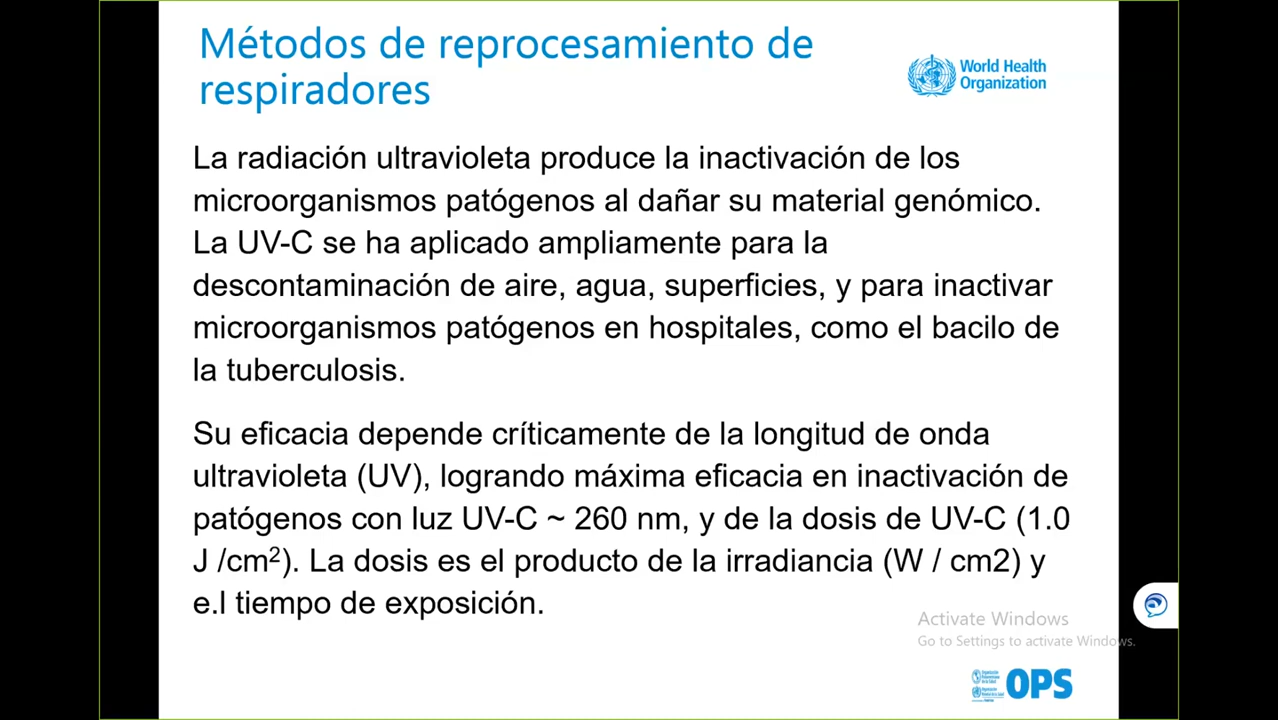 Métodos de reprocesamiento de
respiradores
World Health
Organization
La radiación ultravioleta produce la inactivación de los
microorganismos patógenos al dañar su material genómico.
La UV-C se ha aplicado ampliamente para la
descontaminación de aire, agua, superficies, y para inactivar
microorganismos patógenos en hospitales, como el bacilo de
la tuberculosis.
Su eficacia depende críticamente de la longitud de onda
ultravioleta (UV), logrando máxima eficacia en inactivación de
patógenos con luz UV-C ~ 260 nm, y de la dosis de UV-C (1.0
J /cm²). La dosis es el producto de la irradiancia (W / cm2) y
e.l tiempo de exposición.
Activate Windows
Go to Settings to activate Windows.
OPS